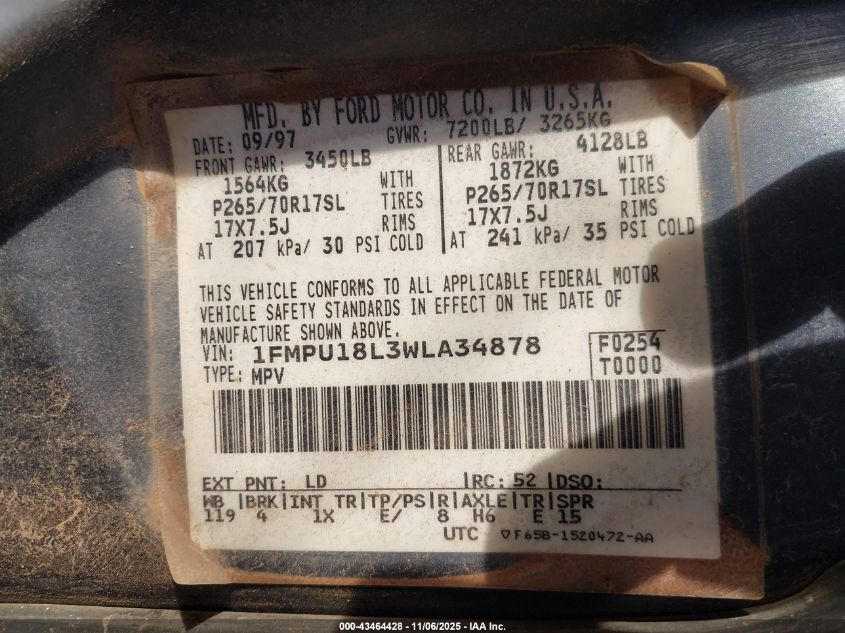 MFD. BY FORD MOTOR CO. IN U.S.A.
DATE: 09/97 GVWR: 7200LB/ 3265KG
FRONT GAWR: 3450LB REAR GAWR: 4128LB
1564KG WITH 1872KG WITH
P265/70R17SL TIRES P265/70R17SL TIRES
17X7.5J RIMS 17X7.5J RIMS
AT 207 kPa/ 30 PSI COLD AT 241 kPa/ 35 PSI COLD
THIS VEHICLE CONFORMS TO ALL APPLICABLE FEDERAL MOTOR
VEHICLE SAFETY STANDARDS IN EFFECT ON THE DATE OF
MANUFACTURE SHOWN ABOVE.
VIN: 1FMPU18L3WLA34878 F0254
TYPE: MPV T0000
EXT PNT: LD RC: 52 DSO:
WB BRK INT TR TP/PS R AXLE TR SPR
119 4 1X E/ 8 H6 E 15
UTC ▽F65B-1520472-AA
000-43464428 - 11/06/2025 - IAA Inc.